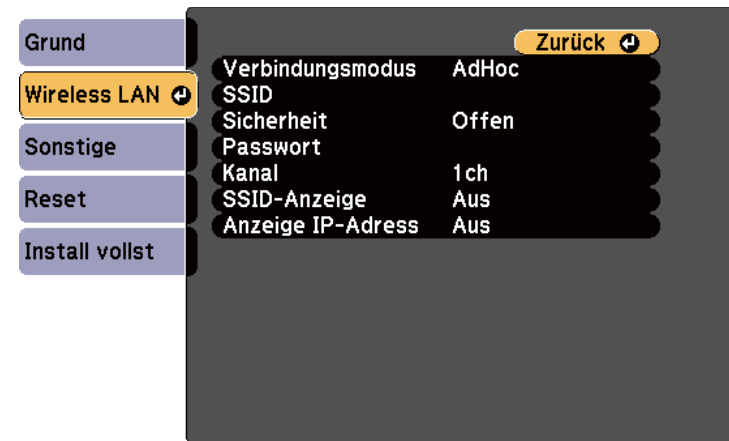 Grund
Wireless LAN
Sonstige
Reset
Install vollst
Zurück
Verbindungsmodus AdHoc
SSID
Sicherheit Offen
Passwort
Kanal 1ch
SSID-Anzeige Aus
Anzeige IP-Adress Aus